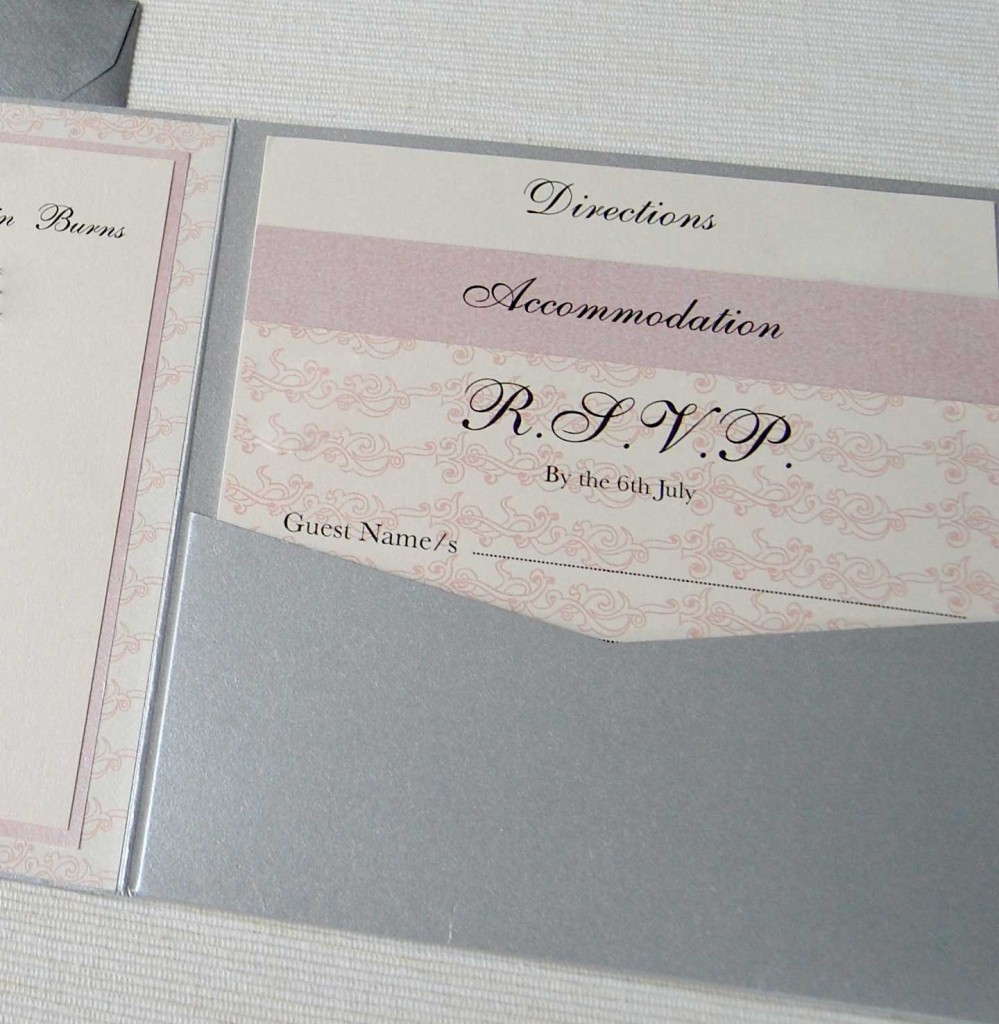 Burns
Directions
Accommodation
R.S.V.P.
By the 6th July
Guest Name/s